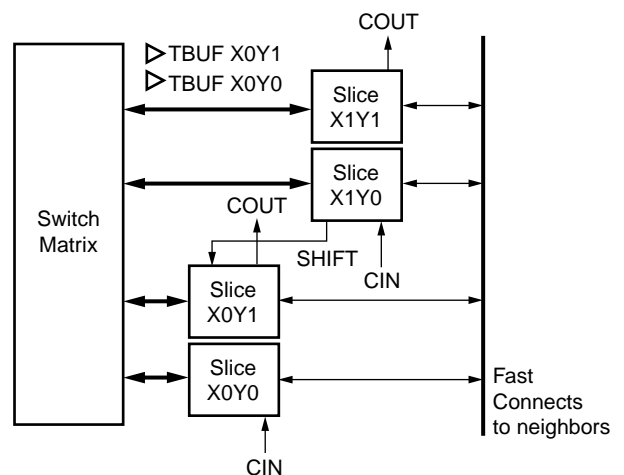 COUT
TBUF X0Y1
TBUF X0Y0
Slice
X1Y1
Slice
X1Y0
Switch
Matrix
COUT
SHIFT
CIN
Slice
X0Y1
Slice
X0Y0
Fast
Connects
to neighbors
CIN